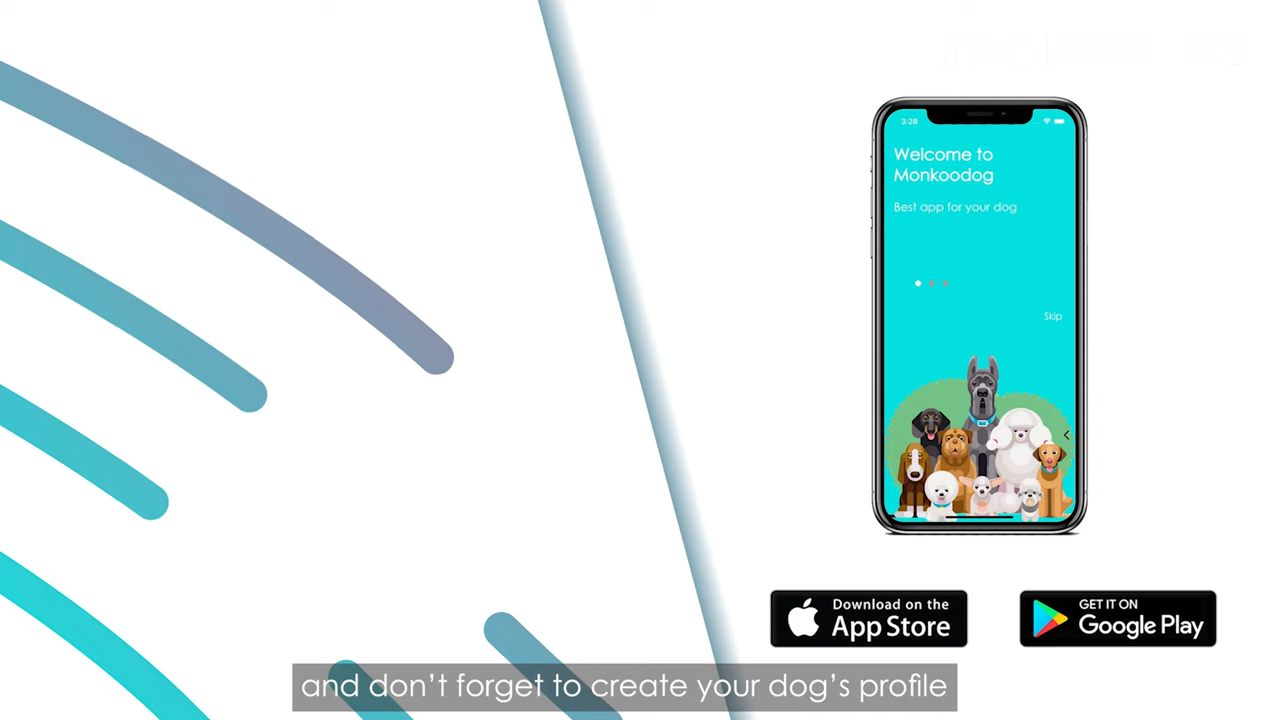 3:28
Welcome to
Monkoodog
Best app for your dog
Skip
Download on the
App Store
GET IT ON
Google Play
and don't forget to create your dog's profile